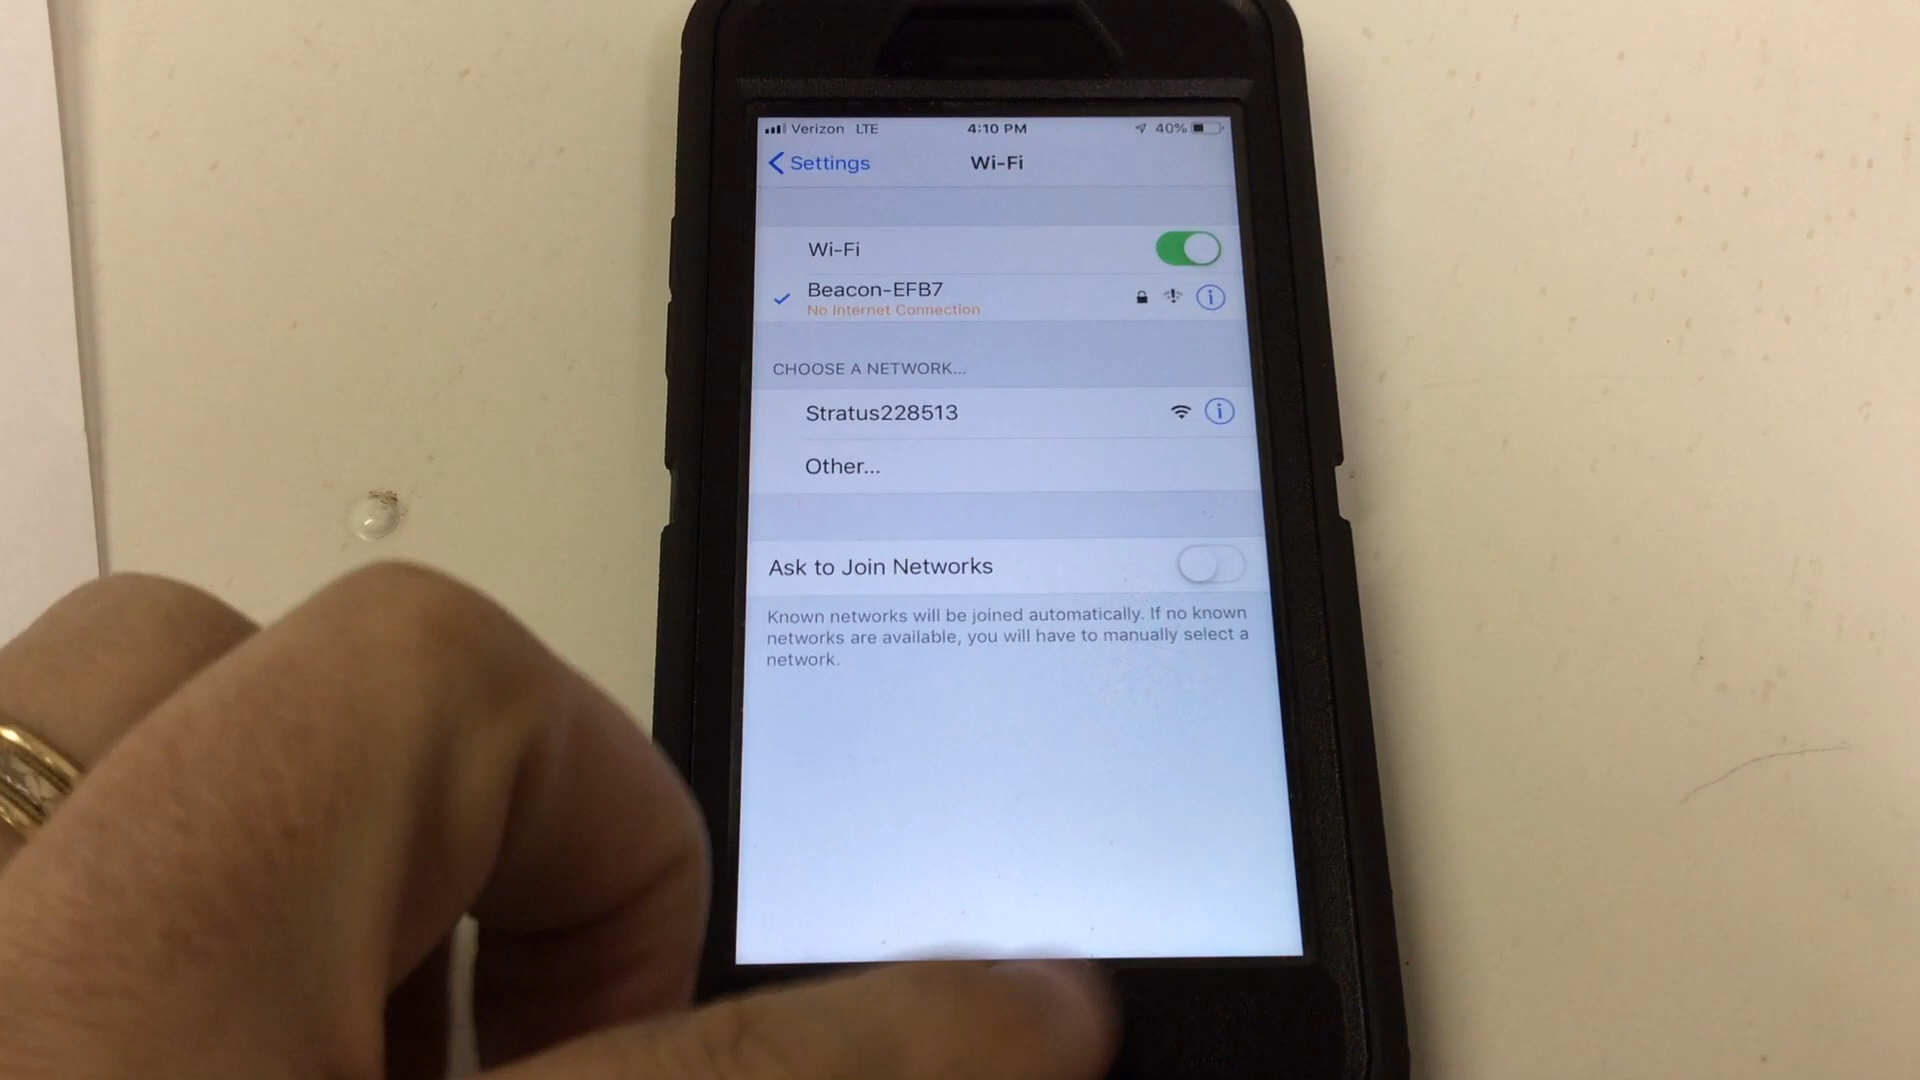 Verizon LTE 4:10 PM 40%
Settings Wi-Fi
Wi-Fi
Beacon-EFB7
No Internet Connection
CHOOSE A NETWORK...
Stratus228513
Other...
Ask to Join Networks
Known networks will be joined automatically. If no known
networks are available, you will have to manually select a
network.